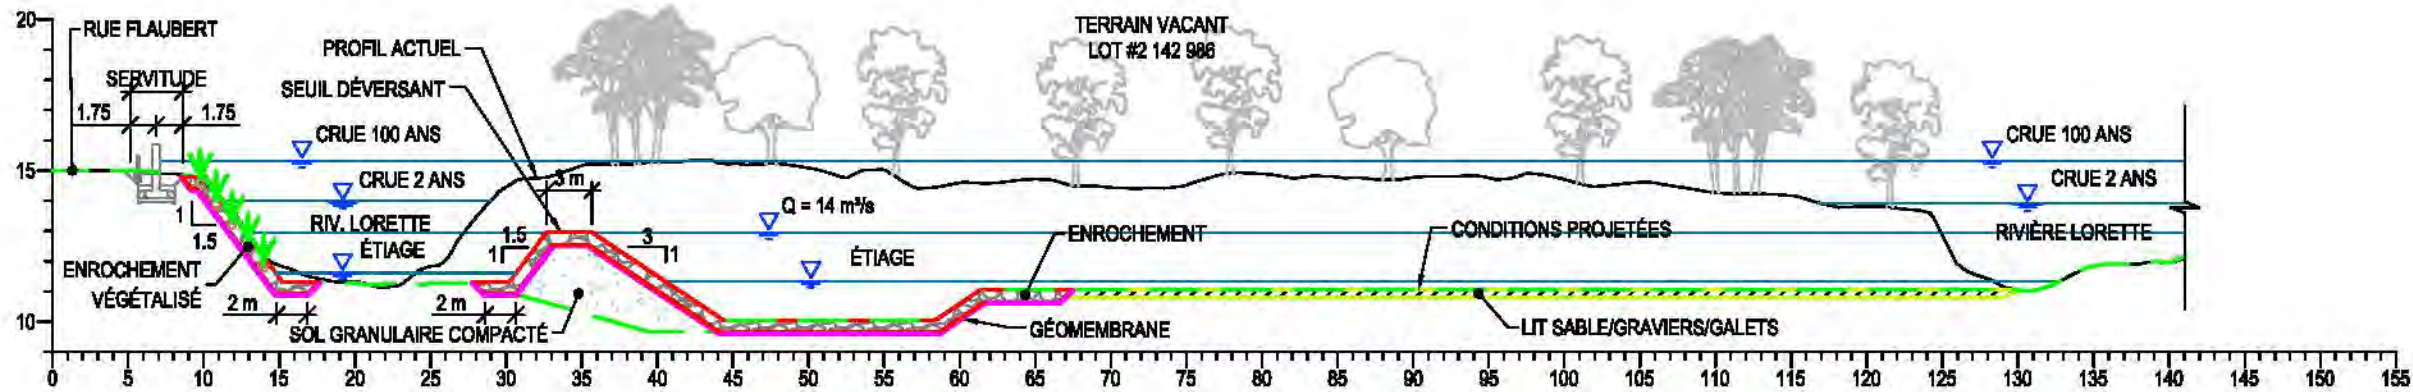 20
RUE FLAUBERT
PROFIL ACTUEL
TERRAIN VACANT
LOT #2 142 986
SERVITUDE
SEUIL DÉVERSANT
1.75
1.75
CRUE 100 ANS
CRUE 100 ANS
15
CRUE 2 ANS
3 m
CRUE 2 ANS
1
1.5
RIV. LORETTE
Q = 14 m³/s
ÉTIAGE
1.5
1
3
1
ÉTIAGE
ENROCHEMENT
CONDITIONS PROJETÉES
RIVIÈRE LORETTE
ENROCHEMENT
VÉGÉTALISÉ
2 m
2 m
10
SOL GRANULAIRE COMPACTÉ
GÉOMEMBRANE
LIT SABLE/GRAVIERS/GALETS
0 5 10 15 20 25 30 35 40 45 50 55 60 65 70 75 80 85 90 95 100 105 110 115 120 125 130 135 140 145 150 155